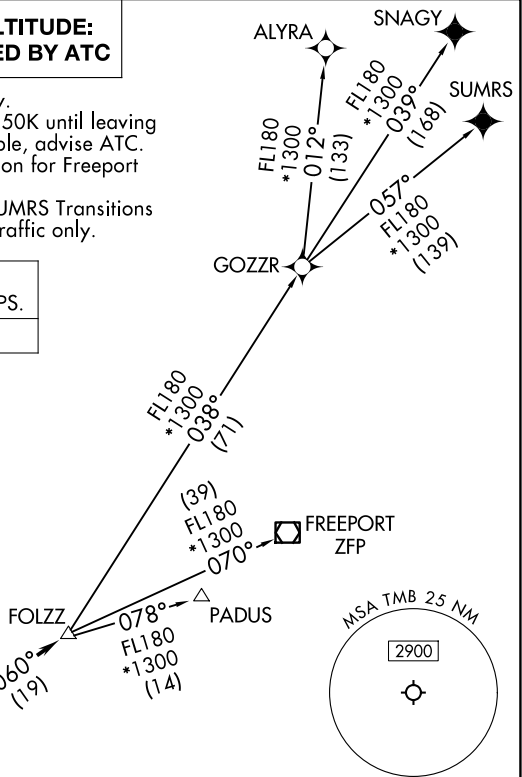 LTITUDE:
ED BY ATC
y.
50K until leaving
ble, advise ATC.
on for Freeport
UMRS Transitions
raffic only.
PS.
ALYRA
SNAGY
SUMRS
FL180
*1300
012°
(133)
FL180
*1300
039°
(168)
057°
FL180
*1300
(139)
GOZZR
FL180
*1300
038°
(71)
(39)
FL180
*1300
070°
FREEPORT
ZFP
FOLZZ
078°
FL180
*1300
(14)
PADUS
060°
(19)
MSA TMB 25 NM
2900